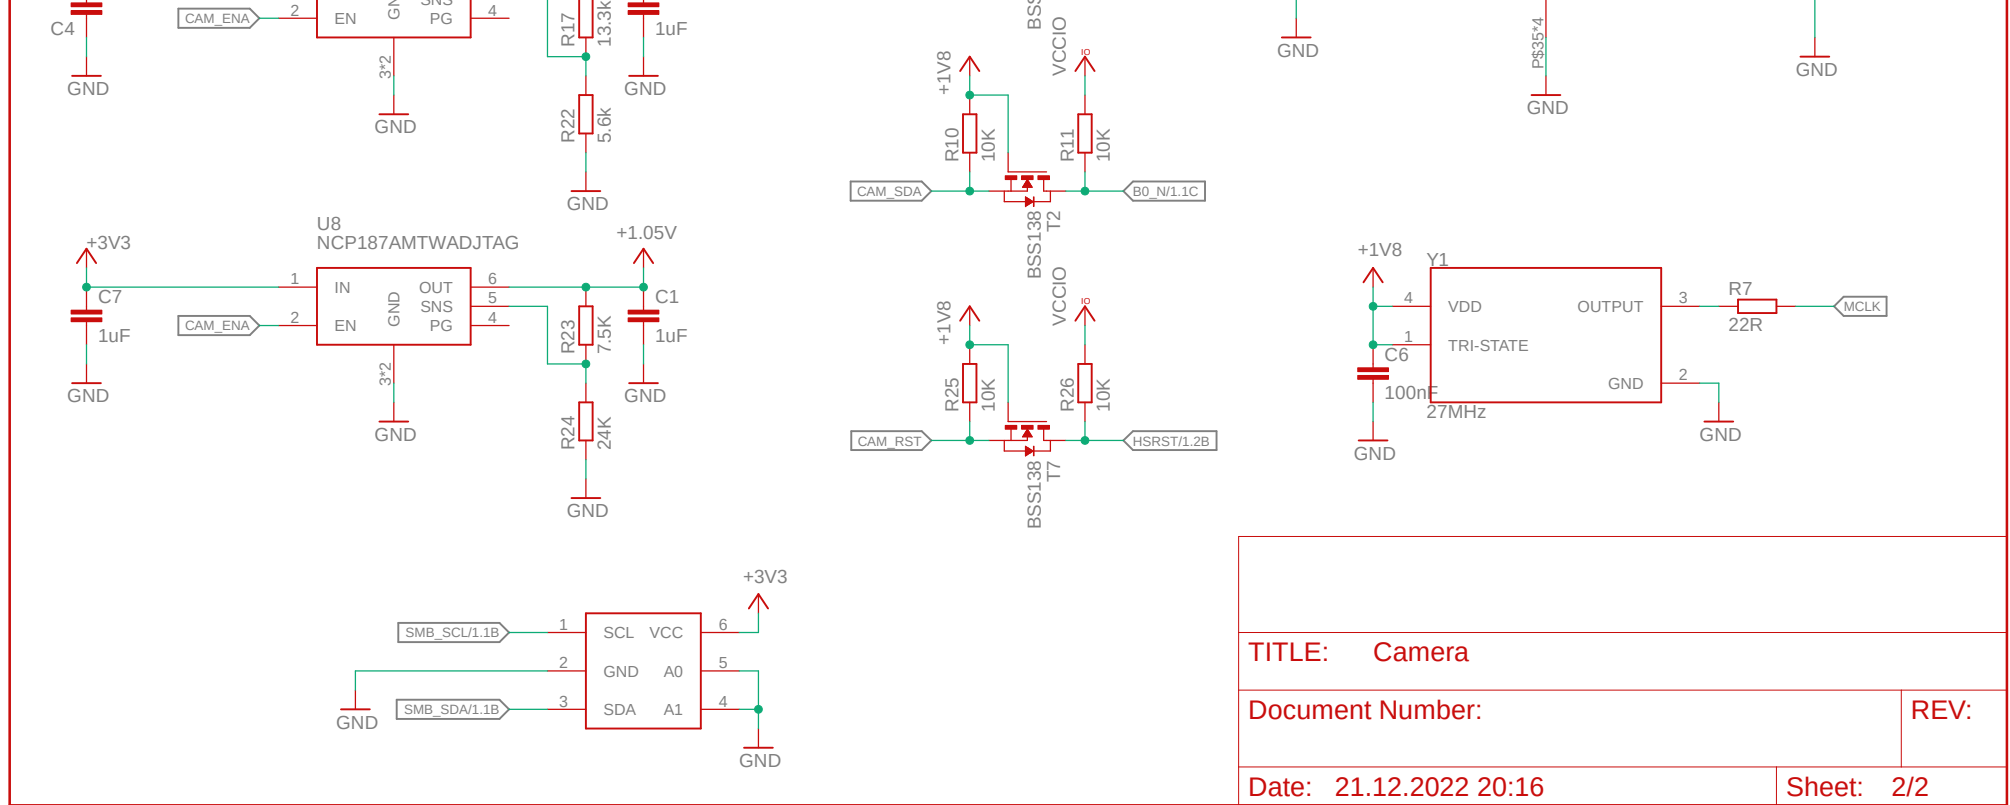 C4
GND
CAM_ENA
2
EN
PG
4
3*2
GND
R17
13.3k
1uF
GND
R22
5.6k
GND
+1V8
VCCIO
IO
R10
10K
R11
10K
CAM_SDA
B0_N/1.1C
BSS138
T2
GND
P$35*4
GND
GND
+3V3
C7
1uF
GND
U8
NCP187AMTWADJTAG
1
IN
CAM_ENA
2
EN
GND
OUT
6
SNS
5
PG
4
3*2
GND
+1.05V
C1
1uF
GND
R23
7.5K
R24
24K
GND
+1V8
VCCIO
IO
R25
10K
R26
10K
CAM_RST
HSRST/1.2B
BSS138
T7
+1V8
Y1
4
VDD
OUTPUT
3
R7
22R
MCLK
1
TRI-STATE
C6
100nF
GND
2
27MHz
GND
GND
+3V3
SMB_SCL/1.1B
1
SCL
VCC
6
2
GND
A0
5
SMB_SDA/1.1B
3
SDA
A1
4
GND
GND
TITLE: Camera
Document Number:
REV:
Date: 21.12.2022 20:16
Sheet: 2/2